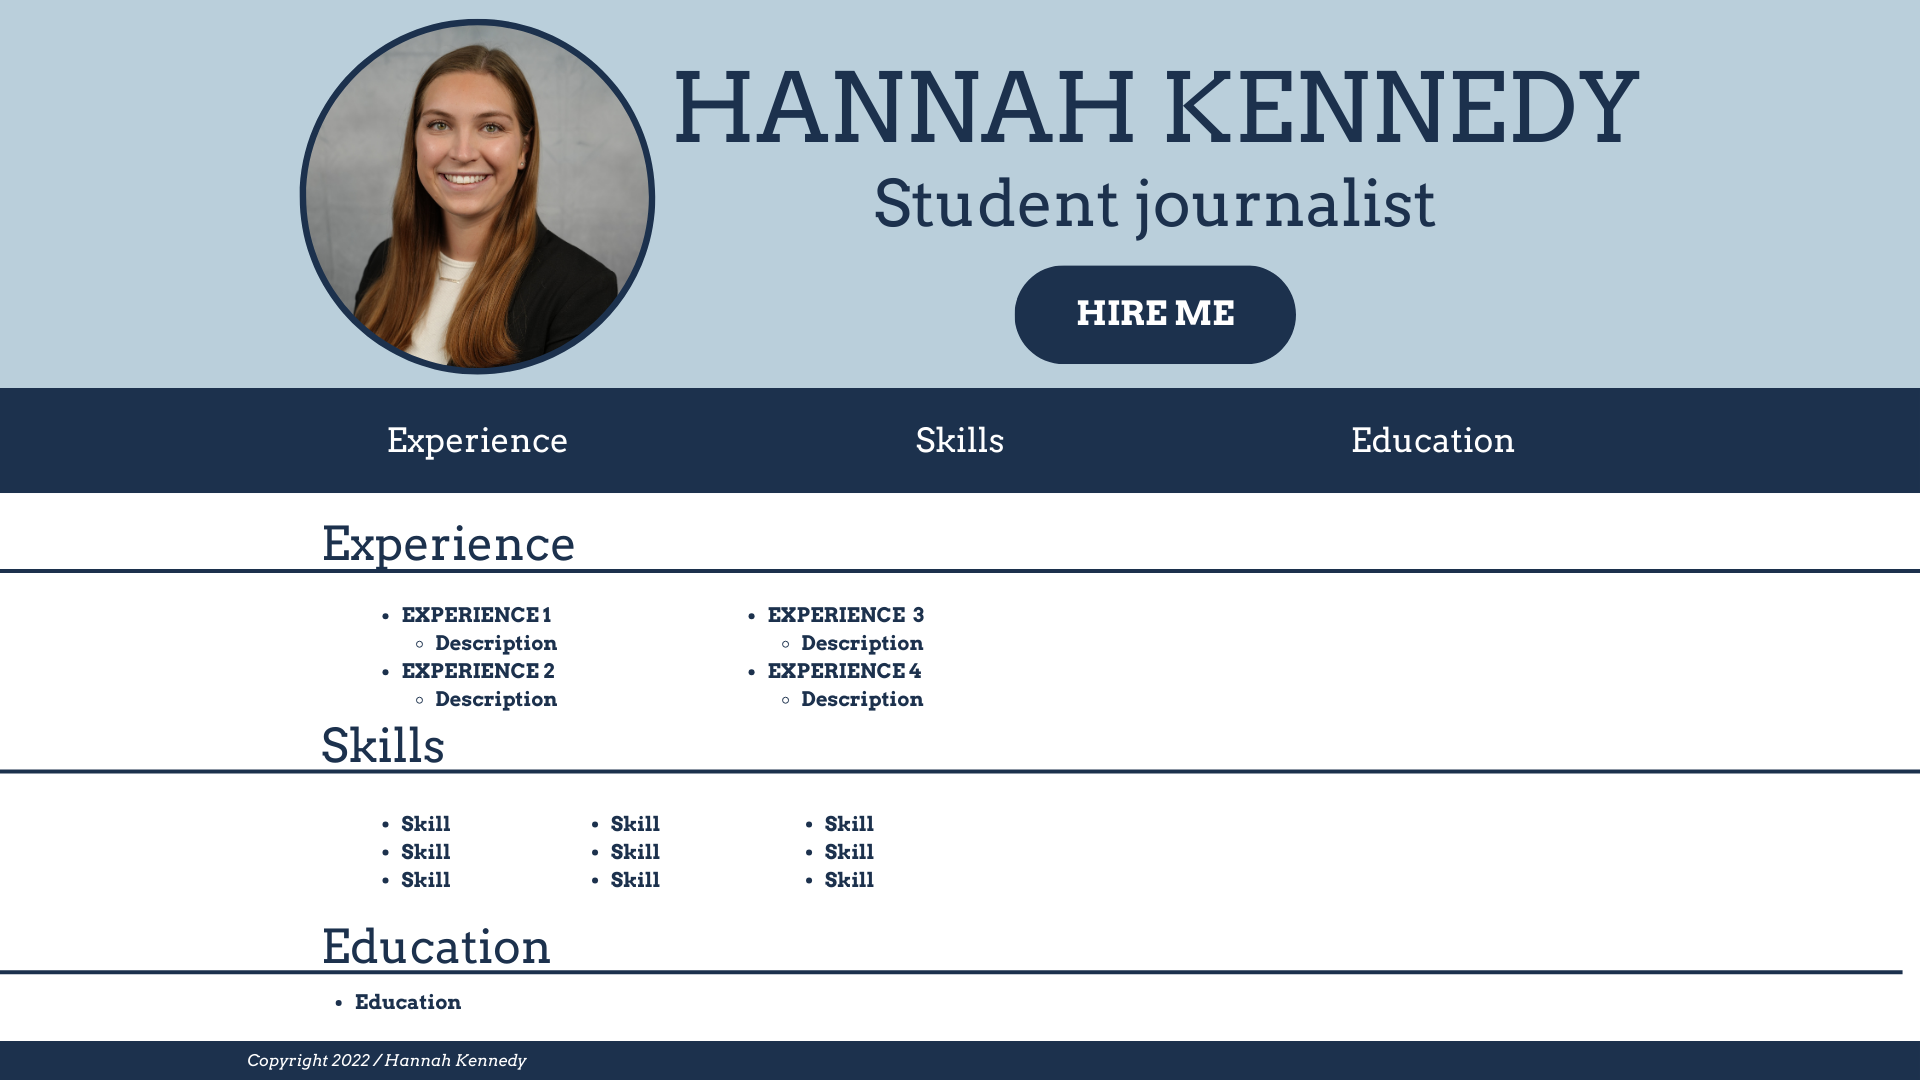 HANNAH KENNEDY
Student journalist
HIRE ME
Experience Skills Education
Experience
• EXPERIENCE 1
◦ Description
• EXPERIENCE 2
◦ Description
• EXPERIENCE 3
◦ Description
• EXPERIENCE 4
◦ Description
Skills
• Skill
• Skill
• Skill
• Skill
• Skill
• Skill
• Skill
• Skill
• Skill
Education
• Education
Copyright 2022 / Hannah Kennedy